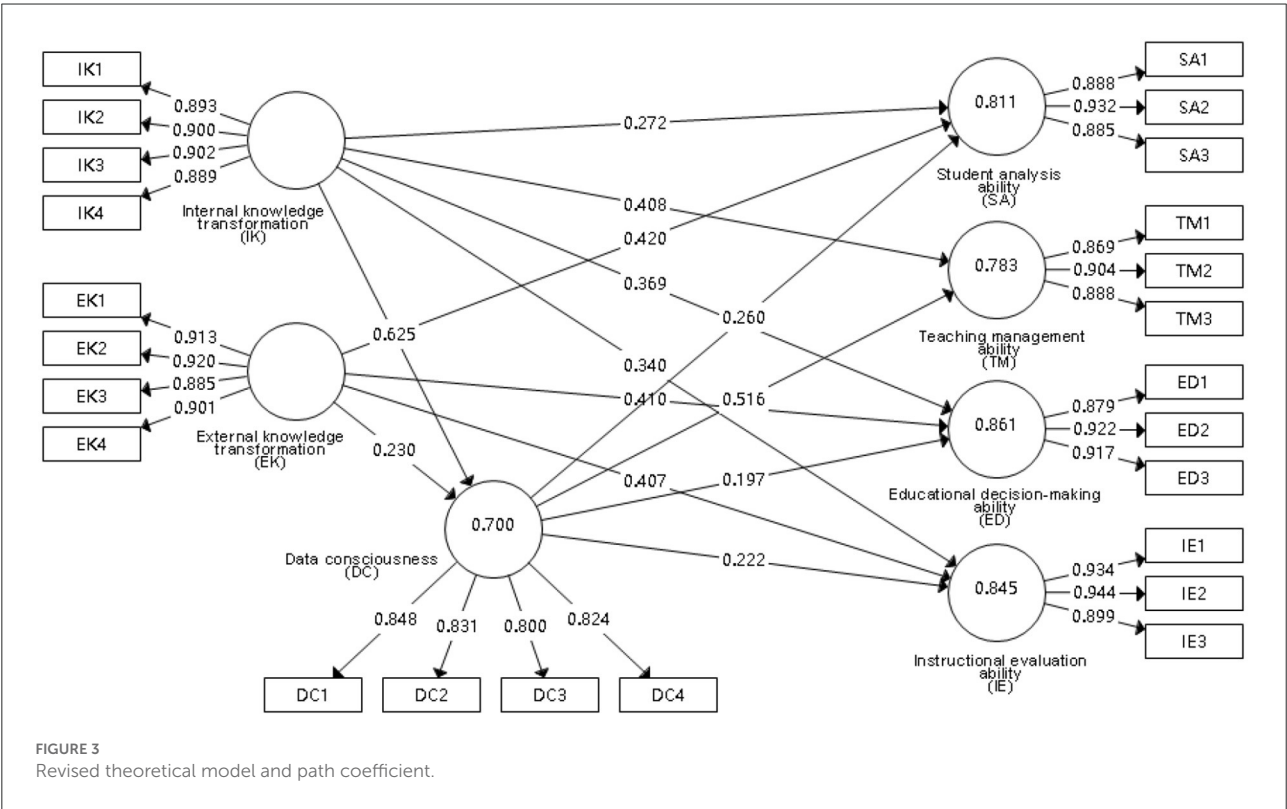 IK1
0.893
IK2
0.900
IK3
0.902
IK4
0.889
Internal knowledge
transformation
(IK)
EK1
0.913
EK2
0.920
EK3
0.885
EK4
0.901
External knowledge
transformation
(EK)
0.272
0.408
0.420
0.369
0.625
0.260
0.340
0.410
0.516
0.230
0.407
0.197
0.222
0.700
Data consciousness
(DC)
0.848
0.831
0.800
0.824
DC1
DC2
DC3
DC4
0.811
Student analysis
ability
(SA)
0.888
SA1
0.932
SA2
0.885
SA3
0.783
Teaching management
ability
(TM)
0.869
TM1
0.904
TM2
0.888
TM3
0.861
Educational decision-making
ability
(ED)
0.879
ED1
0.922
ED2
0.917
ED3
0.845
Instructional evaluation
ability
(IE)
0.934
IE1
0.944
IE2
0.899
IE3
FIGURE 3
Revised theoretical model and path coefficient.